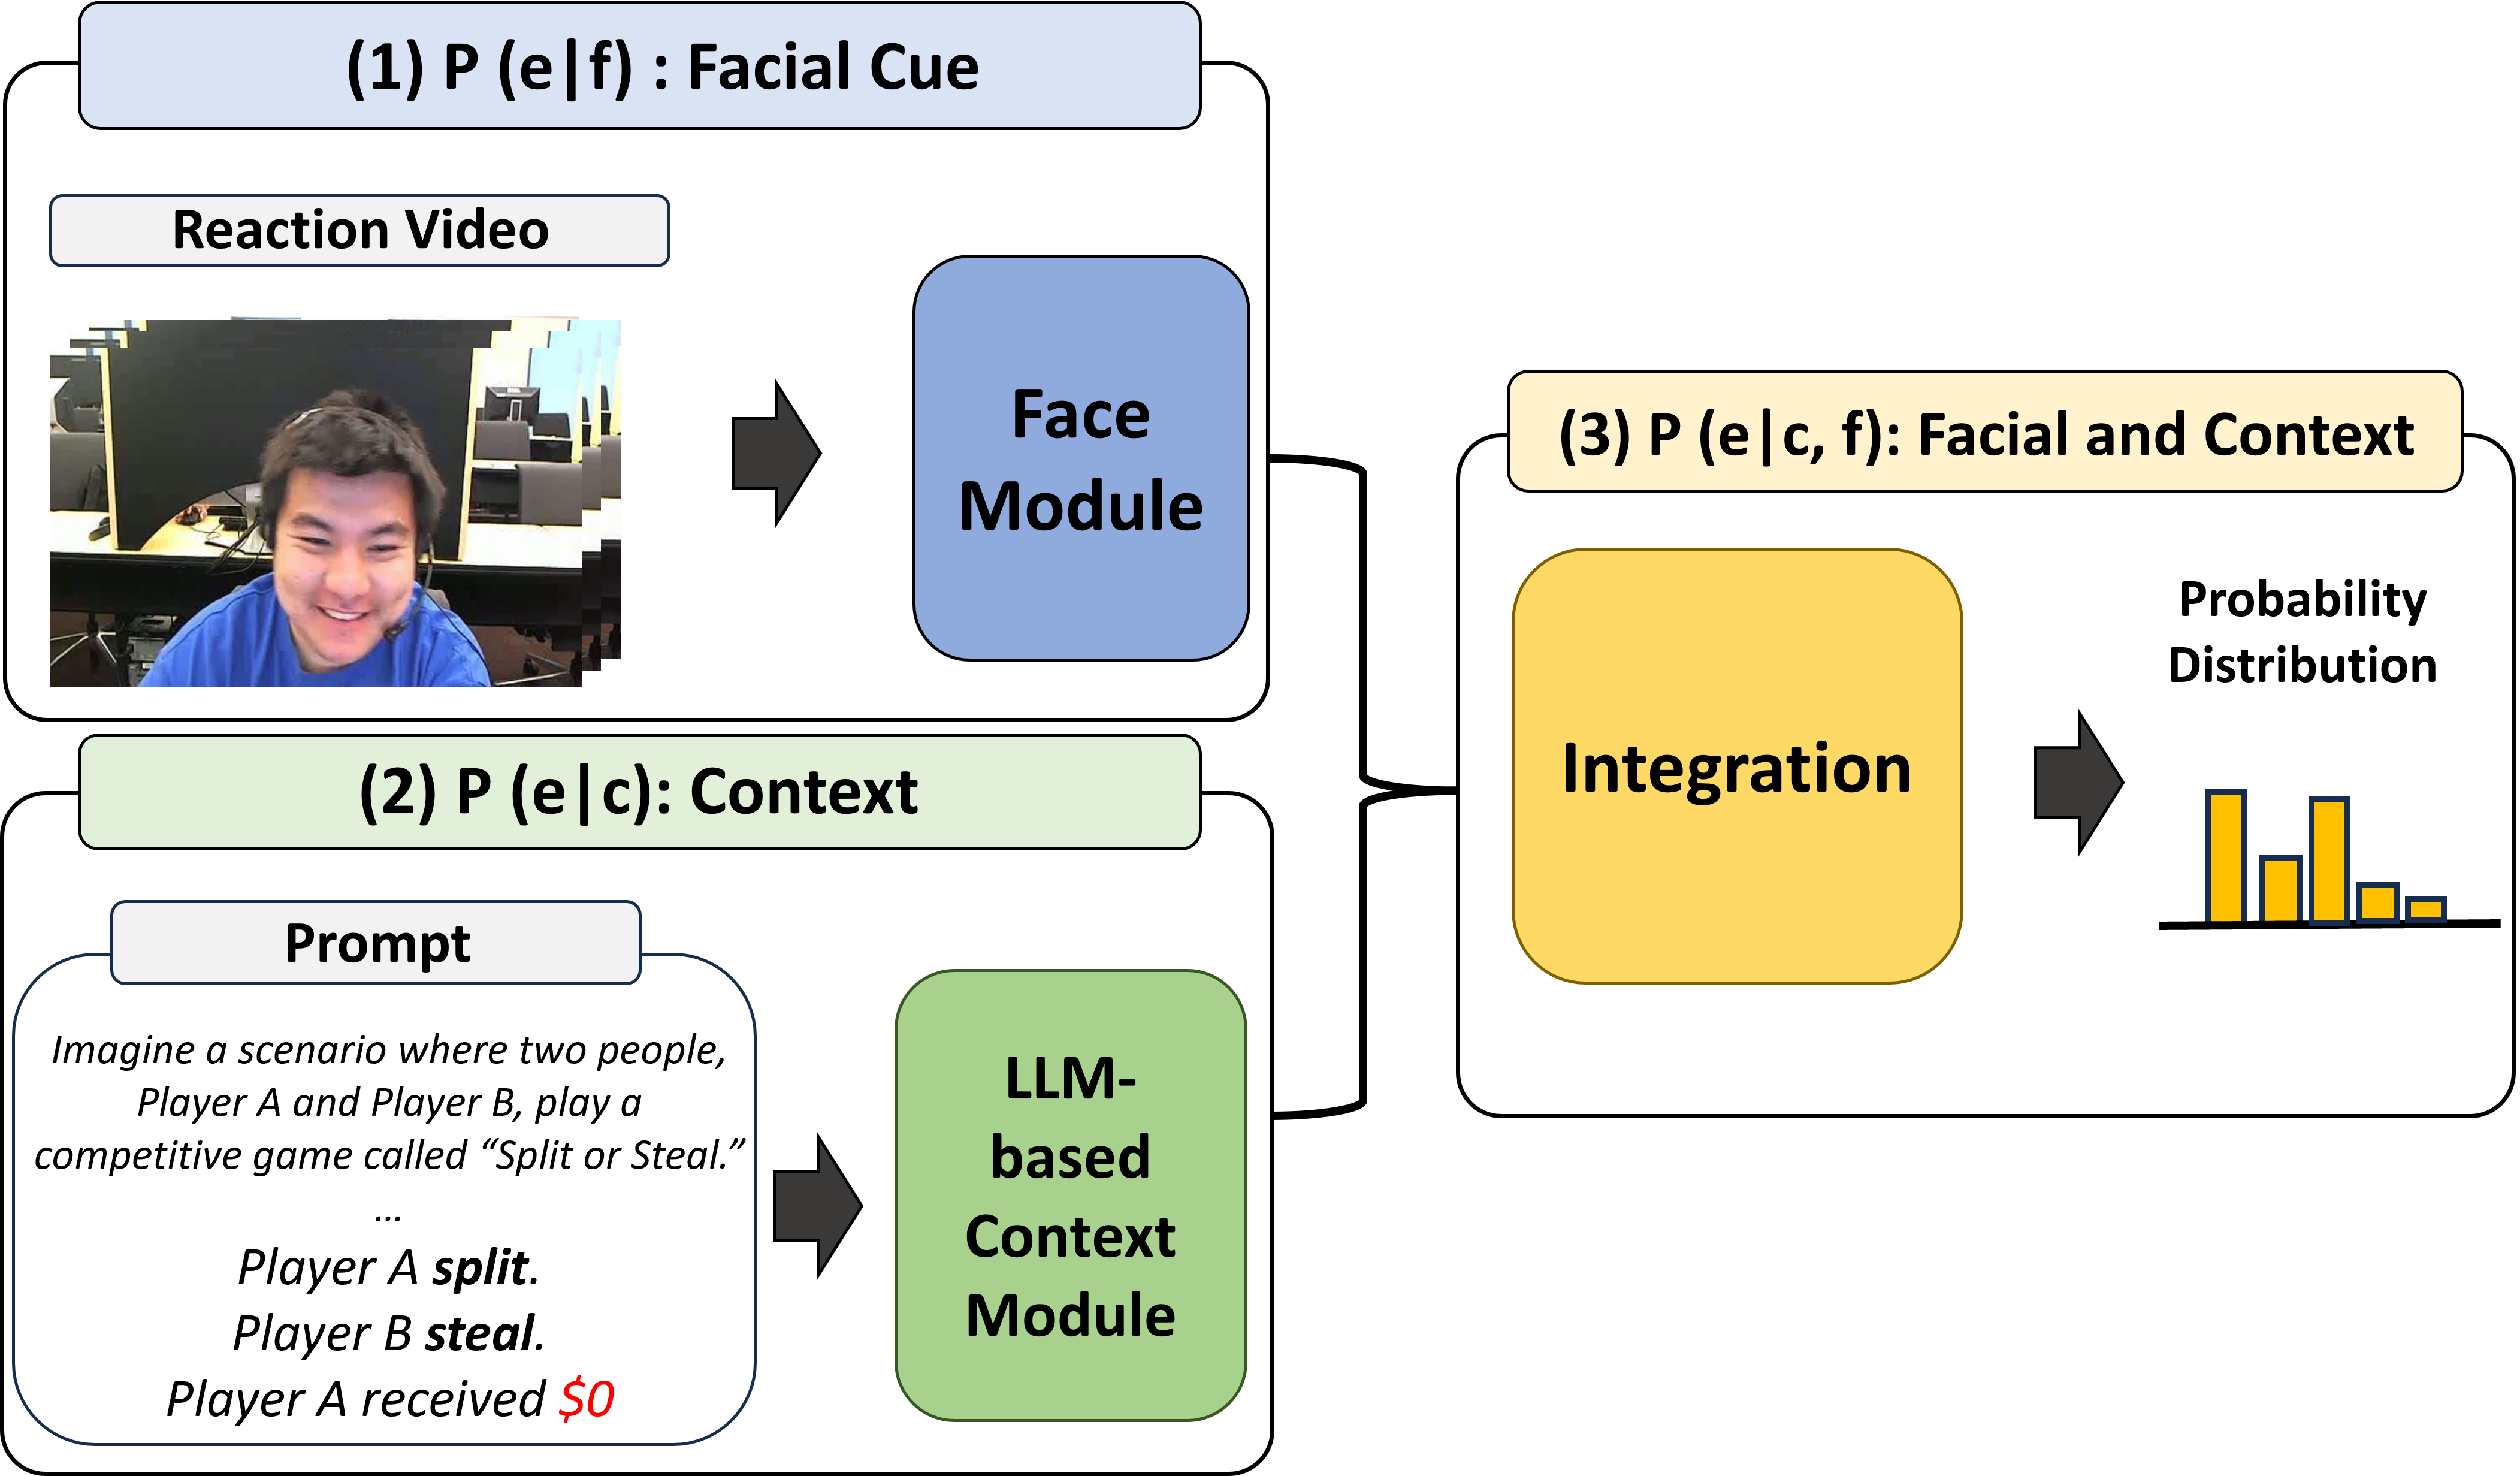 (1) P (e|f) : Facial Cue
Reaction Video
Face
Module
(2) P (e|c): Context
Prompt
Imagine a scenario where two people,
Player A and Player B, play a
competitive game called “Split or Steal.”
...
Player A split.
Player B steal.
Player A received $0
LLM-
based
Context
Module
(3) P (e|c, f): Facial and Context
Integration
Probability
Distribution